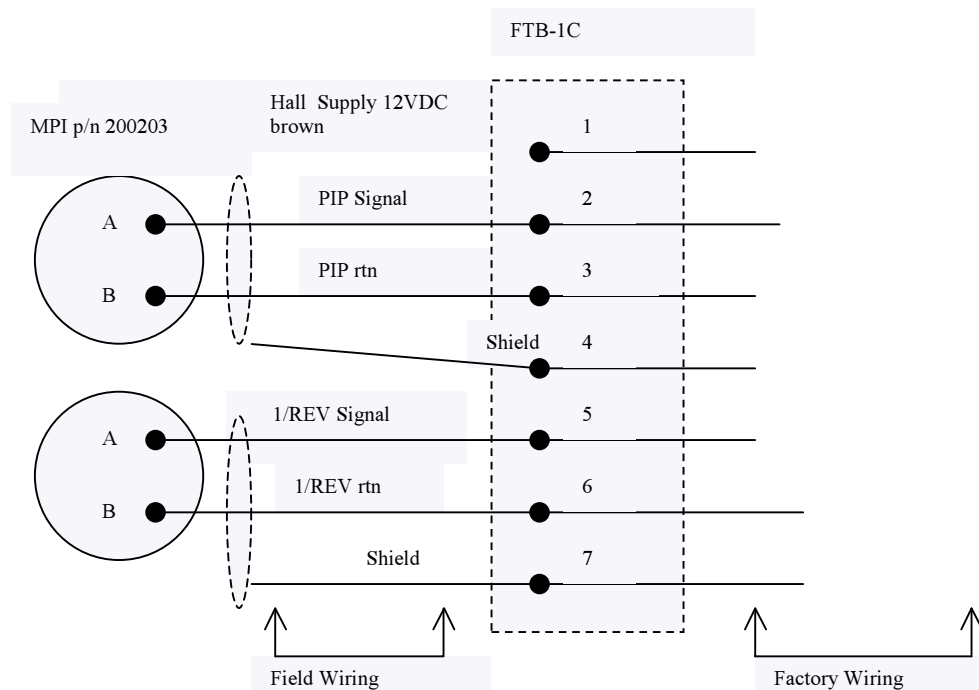 FTB-1C
Hall Supply 12VDC
brown
MPI p/n 200203
1
A
PIP Signal
2
B
PIP rtn
3
Shield
4
A
1/REV Signal
5
B
1/REV rtn
6
Shield
7
Field Wiring
Factory Wiring